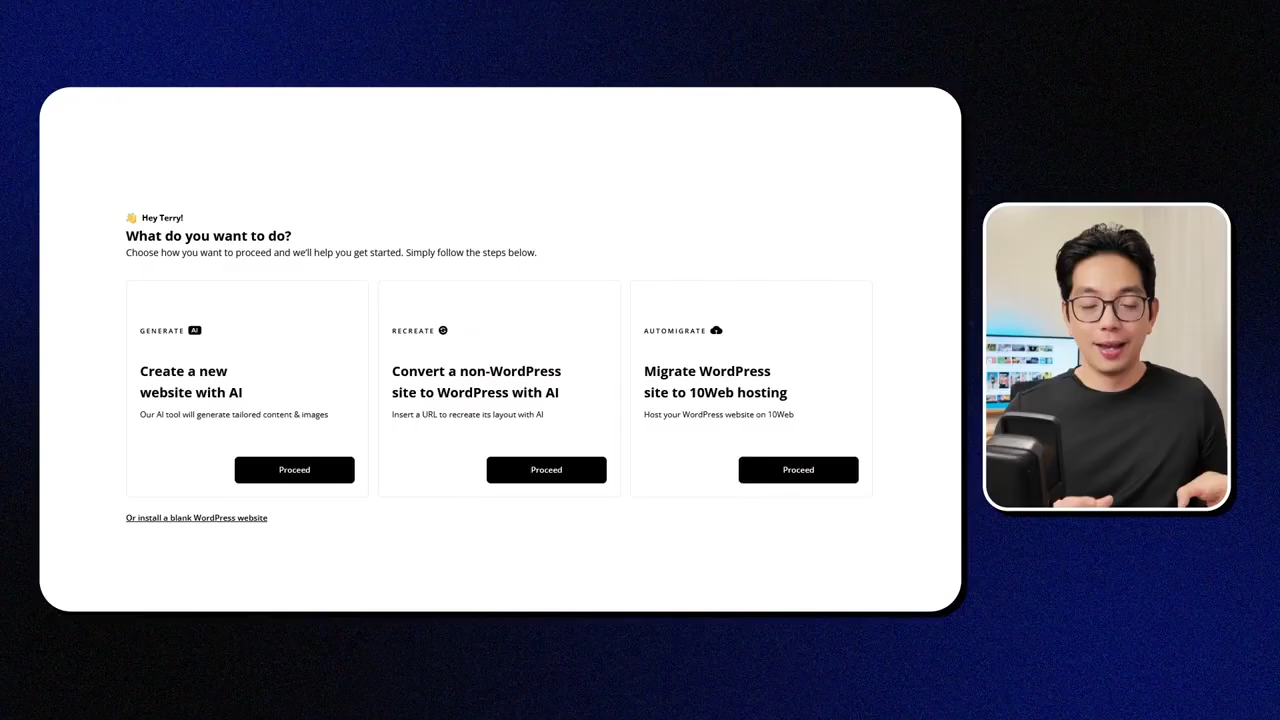 👋 Hey Terry!
What do you want to do?
Choose how you want to proceed and we'll help you get started. Simply follow the steps below.
GENERATE AI
Create a new
website with AI
Our AI tool will generate tailored content & images
Proceed
RECREATE
Convert a non-WordPress
site to WordPress with AI
Insert a URL to recreate its layout with AI
Proceed
AUTOMIGRATE
Migrate WordPress
site to 10Web hosting
Host your WordPress website on 10Web
Proceed
Or install a blank WordPress website